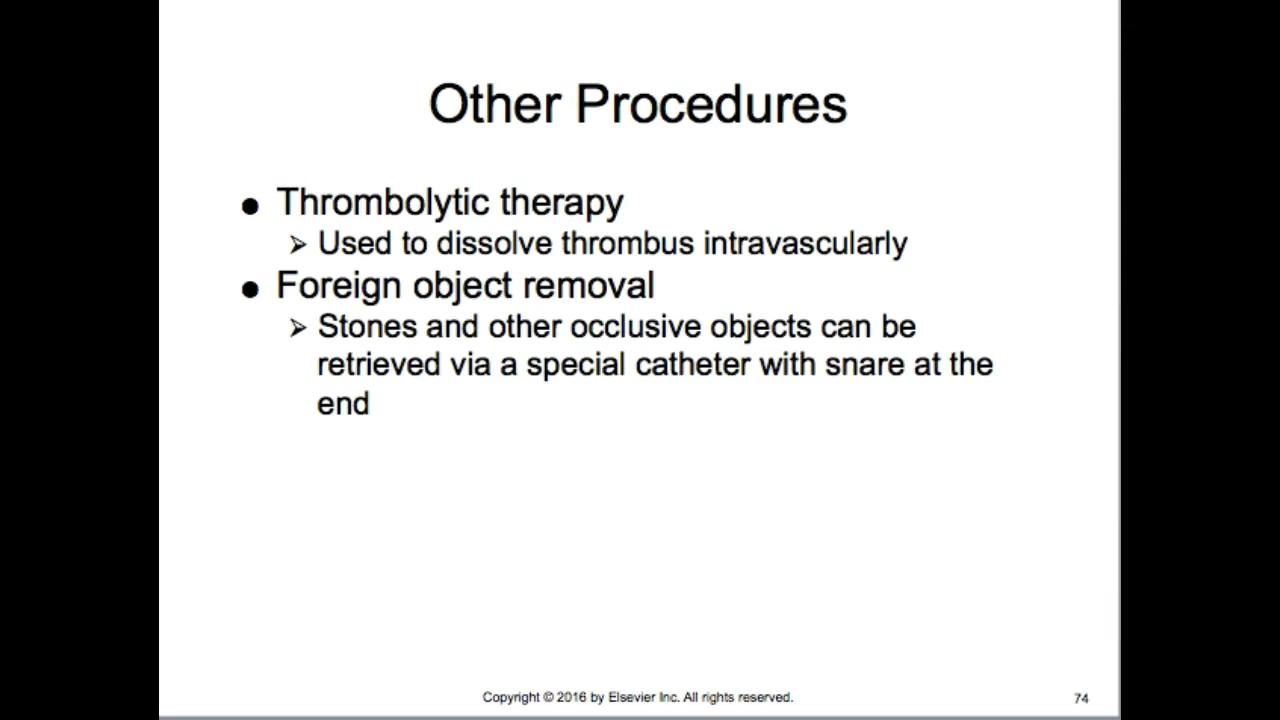 Other Procedures
● Thrombolytic therapy
➢ Used to dissolve thrombus intravascularly
● Foreign object removal
➢ Stones and other occlusive objects can be
retrieved via a special catheter with snare at the
end
Copyright © 2016 by Elsevier Inc. All rights reserved.
74